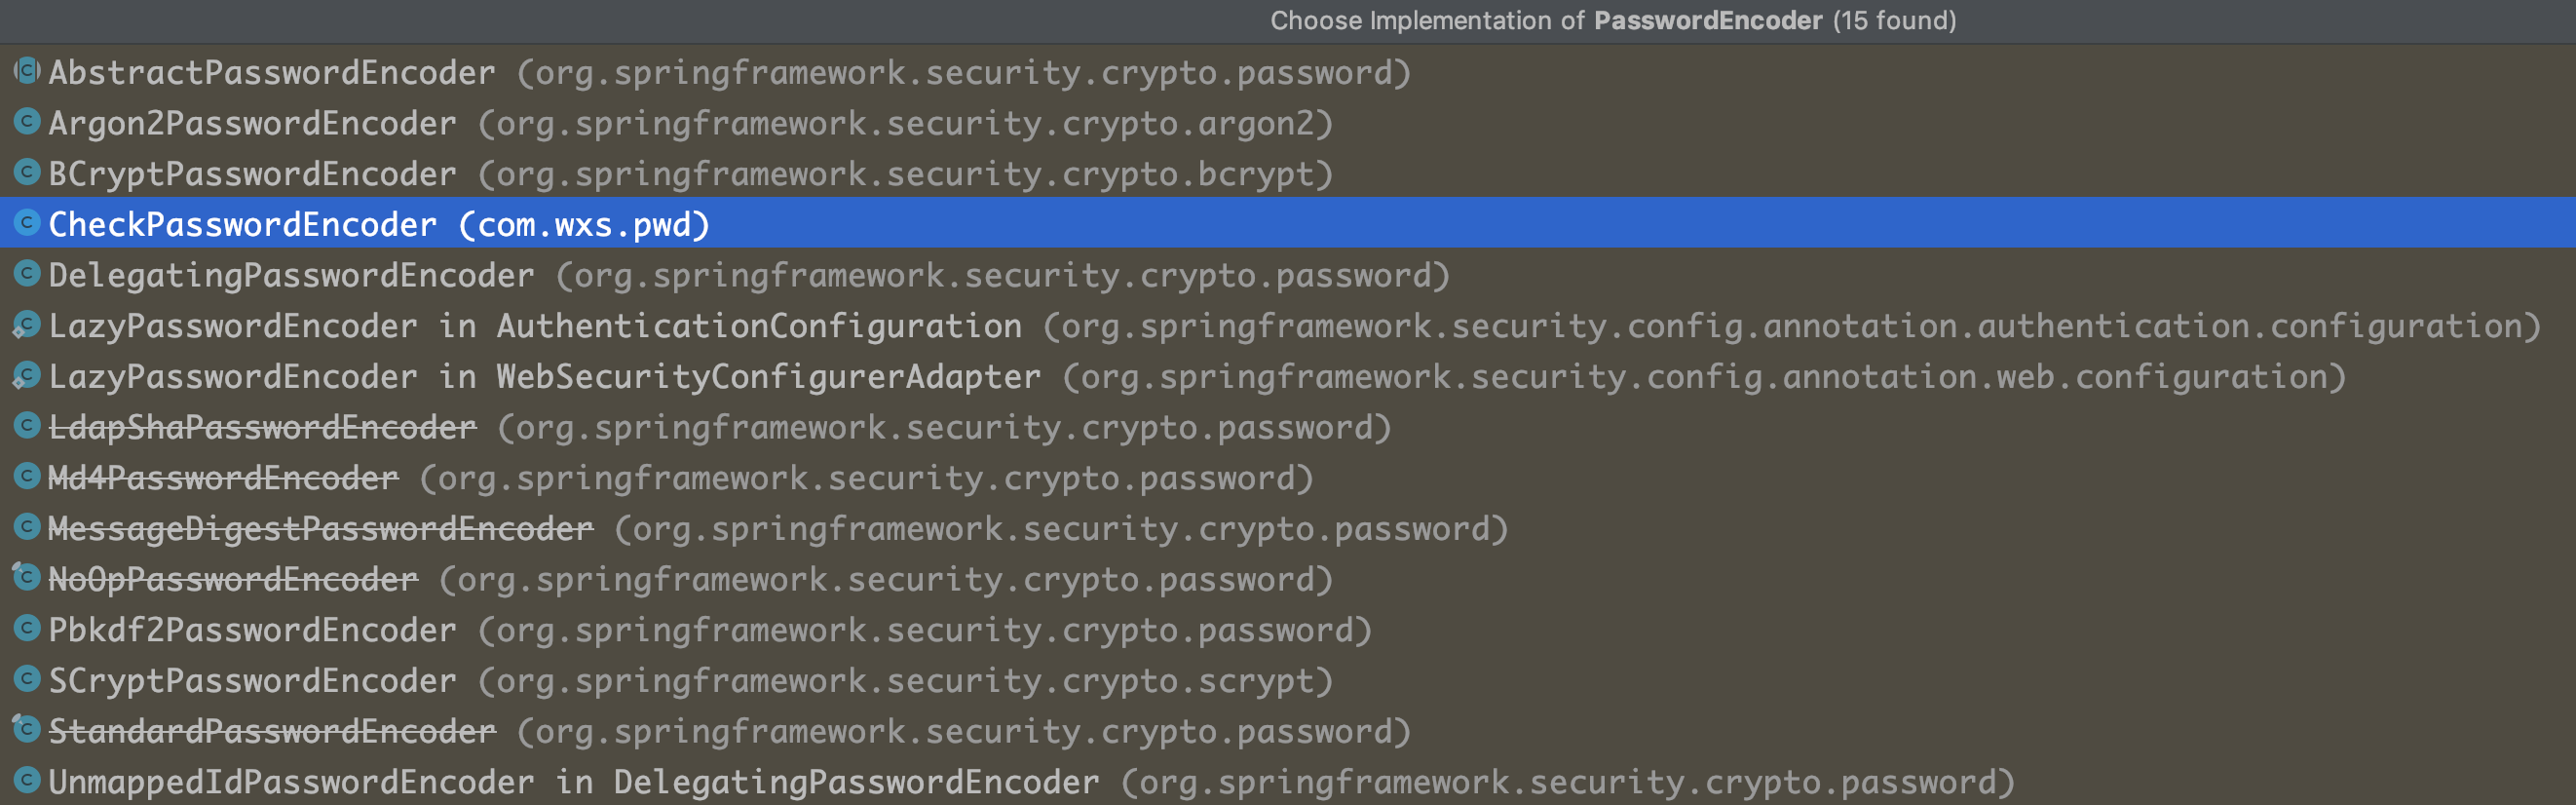 Choose Implementation of PasswordEncoder (15 found)
AbstractPasswordEncoder (org.springframework.security.crypto.password)
Argon2PasswordEncoder (org.springframework.security.crypto.argon2)
BCryptPasswordEncoder (org.springframework.security.crypto.bcrypt)
CheckPasswordEncoder (com.wxs.pwd)
DelegatingPasswordEncoder (org.springframework.security.crypto.password)
LazyPasswordEncoder in AuthenticationConfiguration (org.springframework.security.config.annotation.authentication.configuration)
LazyPasswordEncoder in WebSecurityConfigurerAdapter (org.springframework.security.config.annotation.web.configuration)
LdapShaPasswordEncoder (org.springframework.security.crypto.password)
Md4PasswordEncoder (org.springframework.security.crypto.password)
MessageDigestPasswordEncoder (org.springframework.security.crypto.password)
NoOpPasswordEncoder (org.springframework.security.crypto.password)
Pbkdf2PasswordEncoder (org.springframework.security.crypto.password)
SCryptPasswordEncoder (org.springframework.security.crypto.scrypt)
StandardPasswordEncoder (org.springframework.security.crypto.password)
UnmappedIdPasswordEncoder in DelegatingPasswordEncoder (org.springframework.security.crypto.password)